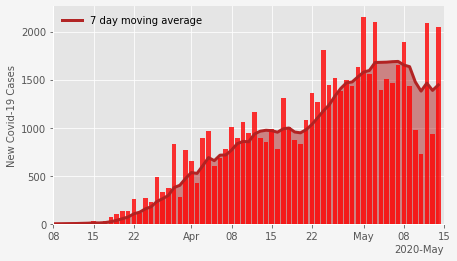 7 day moving average
New Covid-19 Cases
2000
1500
1000
500
0
08 15 22 Apr 08 15 22 May 08 15
2020-May